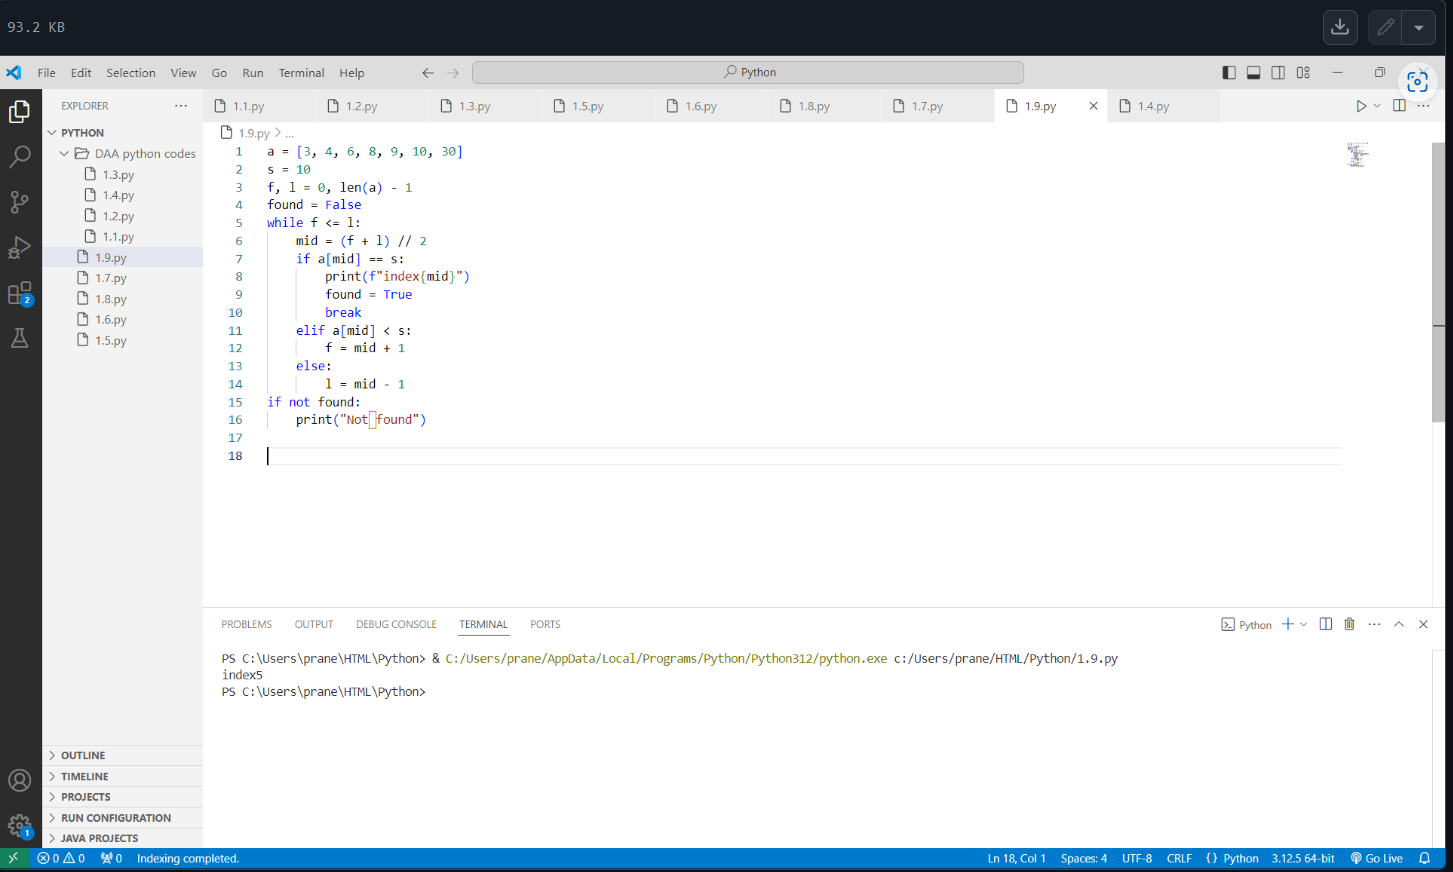 93.2 KB
File Edit Selection View Go Run Terminal Help
Python
EXPLORER
1.1.py 1.2.py 1.3.py 1.5.py 1.6.py 1.8.py 1.7.py 1.9.py 1.4.py
PYTHON
DAA python codes
1.3.py
1.4.py
1.2.py
1.1.py
1.9.py
1.7.py
1.8.py
1.6.py
1.5.py
OUTLINE
TIMELINE
PROJECTS
RUN CONFIGURATION
JAVA PROJECTS
2
1
1.9.py > ...
1 a = [3, 4, 6, 8, 9, 10, 30]
2 s = 10
3 f, l = 0, len(a) - 1
4 found = False
5 while f <= l:
6     mid = (f + l) // 2
7     if a[mid] == s:
8         print(f"index{mid}")
9         found = True
10         break
11     elif a[mid] < s:
12         f = mid + 1
13     else:
14         l = mid - 1
15 if not found:
16     print("Not found")
17
18
PROBLEMS OUTPUT DEBUG CONSOLE TERMINAL PORTS
Python
PS C:\Users\prane\HTML\Python> & C:/Users/prane/AppData/Local/Programs/Python/Python312/python.exe c:/Users/prane/HTML/Python/1.9.py
index5
PS C:\Users\prane\HTML\Python>
0 0 0 Indexing completed.
Ln 18, Col 1 Spaces: 4 UTF-8 CRLF {} Python 3.12.5 64-bit Go Live